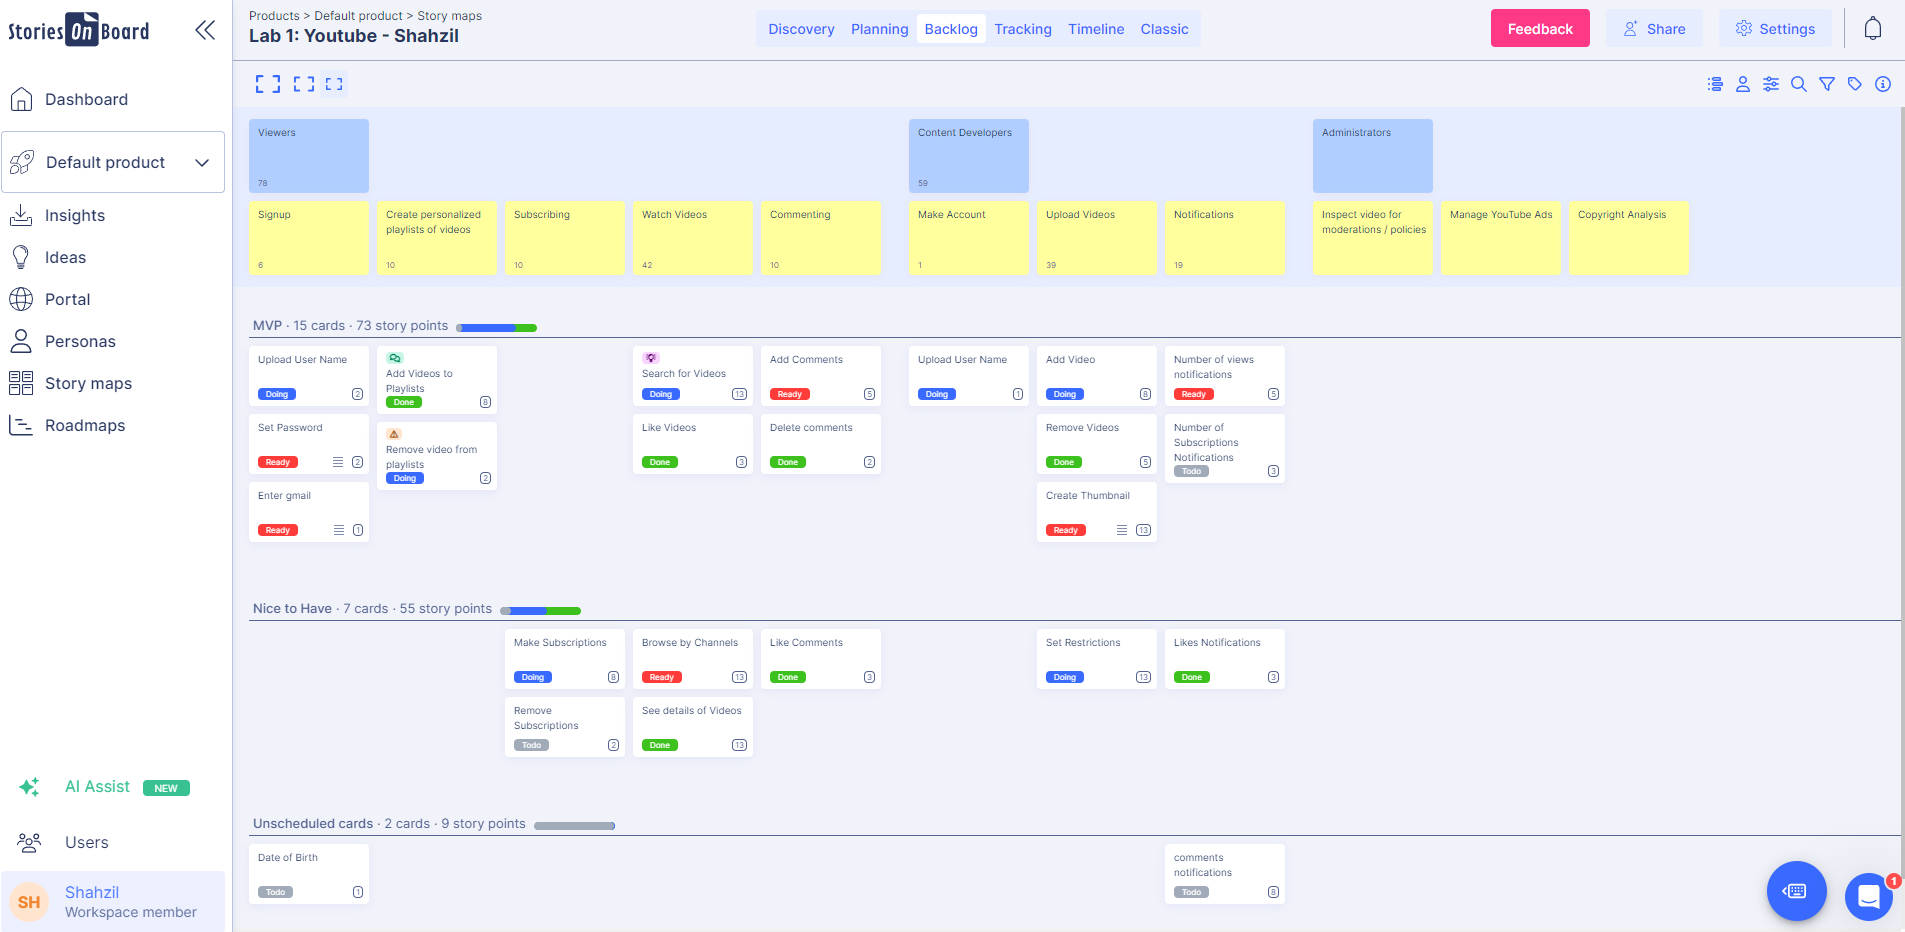 StoriesOnBoard
Dashboard
Default product
Insights
Ideas
Portal
Personas
Story maps
Roadmaps
AI Assist NEW
Users
SH
Shahzil
Workspace member
Products > Default product > Story maps
Lab 1: Youtube - Shahzil
Discovery Planning Backlog Tracking Timeline Classic
Feedback
Share
Settings
Viewers
78
Content Developers
59
Administrators
Signup
6
Create personalized
playlists of videos
10
Subscribing
10
Watch Videos
42
Commenting
10
Make Account
1
Upload Videos
39
Notifications
19
Inspect video for
moderations / policies
Manage YouTube Ads
Copyright Analysis
MVP · 15 cards · 73 story points
Upload User Name
Doing 2
Set Password
Ready 2
Enter gmail
Ready 1
Add Videos to
Playlists
Done 8
Remove video from
playlists
Doing 2
Search for Videos
Doing 13
Like Videos
Done 3
Add Comments
Ready 5
Delete comments
Done 2
Upload User Name
Doing 1
Add Video
Doing 8
Remove Videos
Done 5
Create Thumbnail
Ready 13
Number of views
notifications
Ready 5
Number of
Subscriptions
Notifications
Todo 3
Nice to Have · 7 cards · 55 story points
Make Subscriptions
Doing 8
Remove
Subscriptions
Todo 2
Browse by Channels
Ready 13
See details of Videos
Done 13
Like Comments
Done 3
Set Restrictions
Doing 13
Likes Notifications
Done 3
Unscheduled cards · 2 cards · 9 story points
Date of Birth
Todo 1
comments
notifications
Todo 8
1